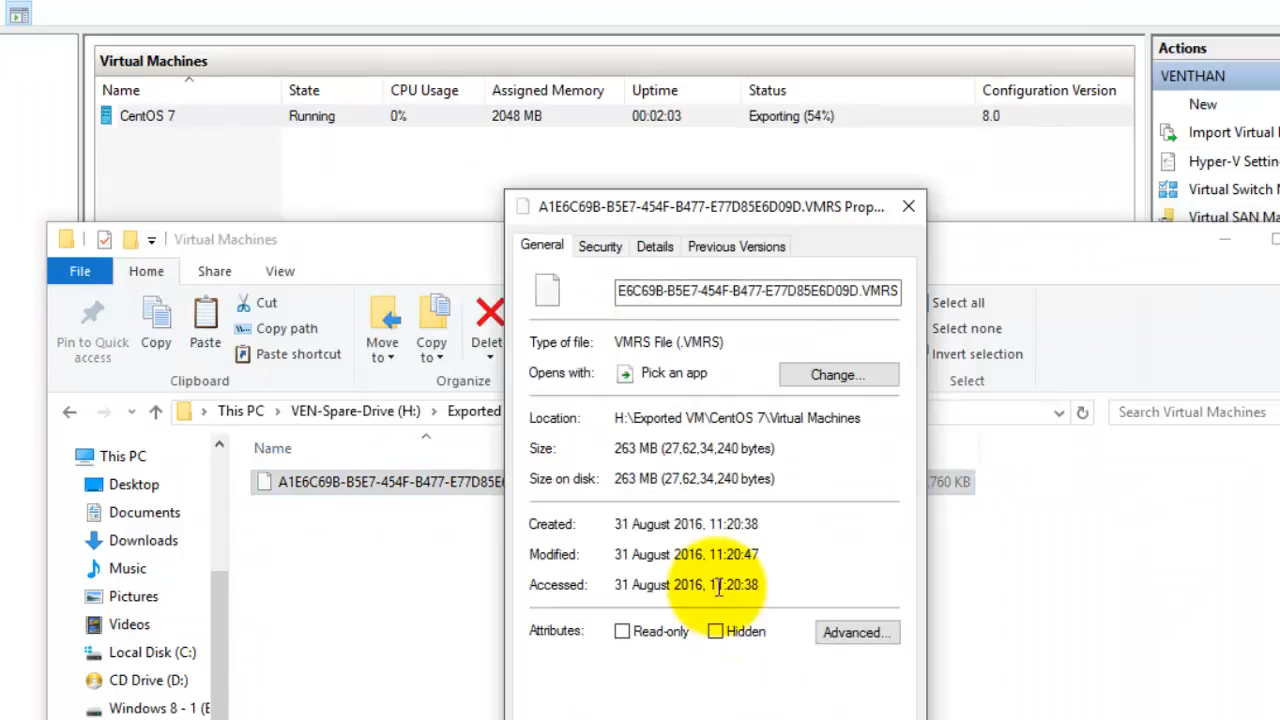 Virtual Machines
Actions
Name State CPU Usage Assigned Memory Uptime Status Configuration Version
VENTHAN
CentOS 7 Running 0% 2048 MB 00:02:03 Exporting (54%) 8.0
New
Import Virtual
Hyper-V Settin
Virtual Switch M
Virtual SAN Ma
A1E6C69B-B5E7-454F-B477-E77D85E6D09D.VMRS Prop...
Virtual Machines
General Security Details Previous Versions
File Home Share View
E6C69B-B5E7-454F-B477-E77D85E6D09D.VMRS
Pin to Quick access
Copy
Paste
Cut
Copy path
Paste shortcut
Clipboard
Move to
Copy to
Delet
Organize
Select all
Select none
Invert selection
Select
Type of file: VMRS File (.VMRS)
Opens with: Pick an app Change...
This PC > VEN-Spare-Drive (H:) > Exported
Search Virtual Machines
Location: H:\Exported VM\CentOS 7\Virtual Machines
Size: 263 MB (27,62,34,240 bytes)
Size on disk: 263 MB (27,62,34,240 bytes)
Created: 31 August 2016, 11:20:38
Modified: 31 August 2016, 11:20:47
Accessed: 31 August 2016, 11:20:38
Attributes: Read-only Hidden Advanced...
Name
A1E6C69B-B5E7-454F-B477-E77D85E
,760 KB
This PC
Desktop
Documents
Downloads
Music
Pictures
Videos
Local Disk (C:)
CD Drive (D:)
Windows 8 - 1 (E